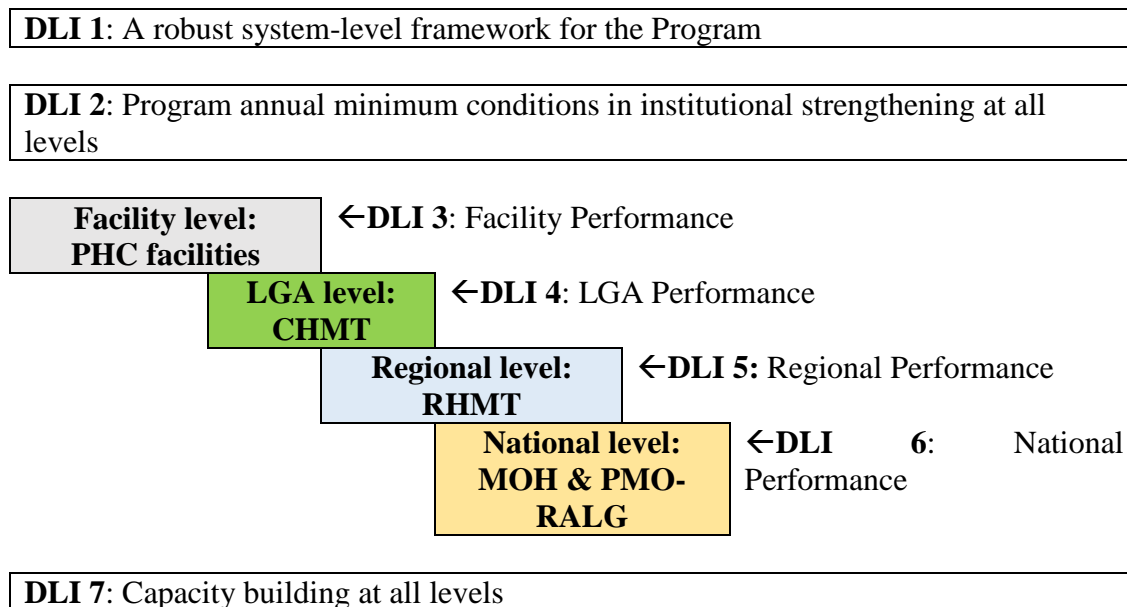 DLI 1: A robust system-level framework for the Program
DLI 2: Program annual minimum conditions in institutional strengthening at all
levels
Facility level:
PHC facilities
←DLI 3: Facility Performance
LGA level:
CHMT
←DLI 4: LGA Performance
Regional level:
RHMT
←DLI 5: Regional Performance
National level:
MOH & PMO-
RALG
←DLI 6: National
Performance
DLI 7: Capacity building at all levels